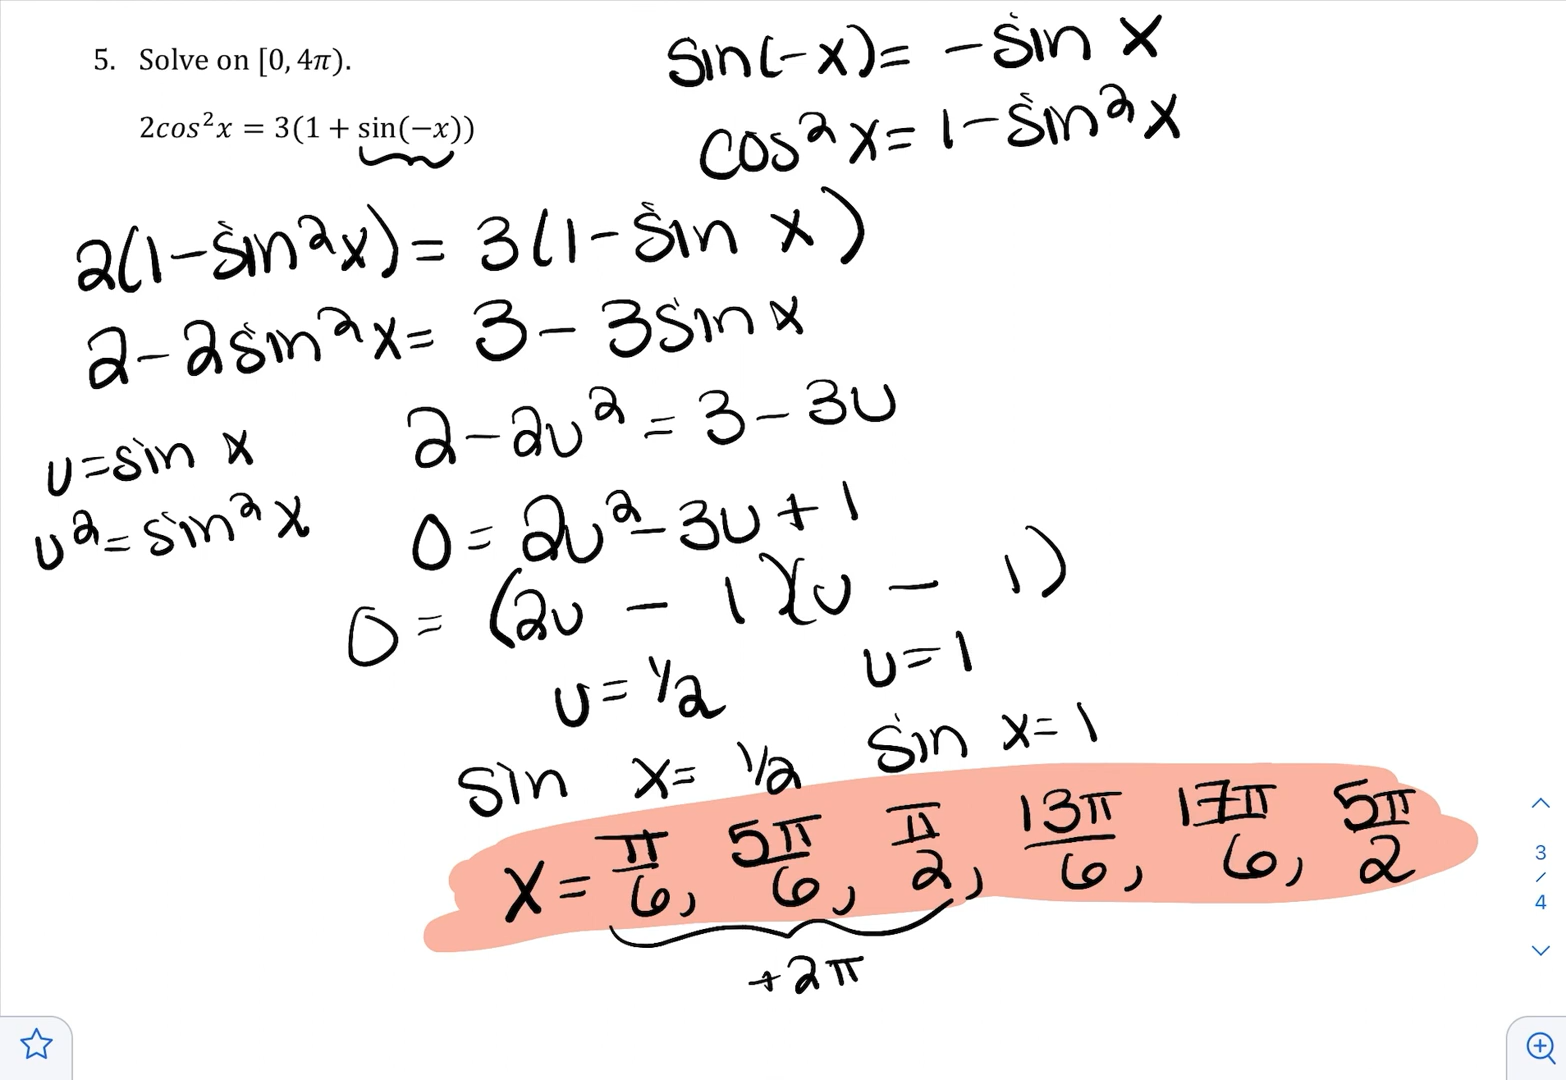 5. Solve on [0, 4π).
2cos²x = 3(1 + sin(−x))
sin(-x)= -sin x
cos²x= 1-sin²x
2(1-sin²x)= 3(1-sin x)
2-2sin²x= 3- 3sinx
2-2u² = 3-3u
u=sin x
u²=sin²x
0= 2u²-3u+1
0= (2u - 1)(u - 1)
u= 1/2 u=1
sin x= 1/2 sin x=1
x= π/6, 5π/6, π/2, 13π/6, 17π/6, 5π/2
+2π
3
/
4